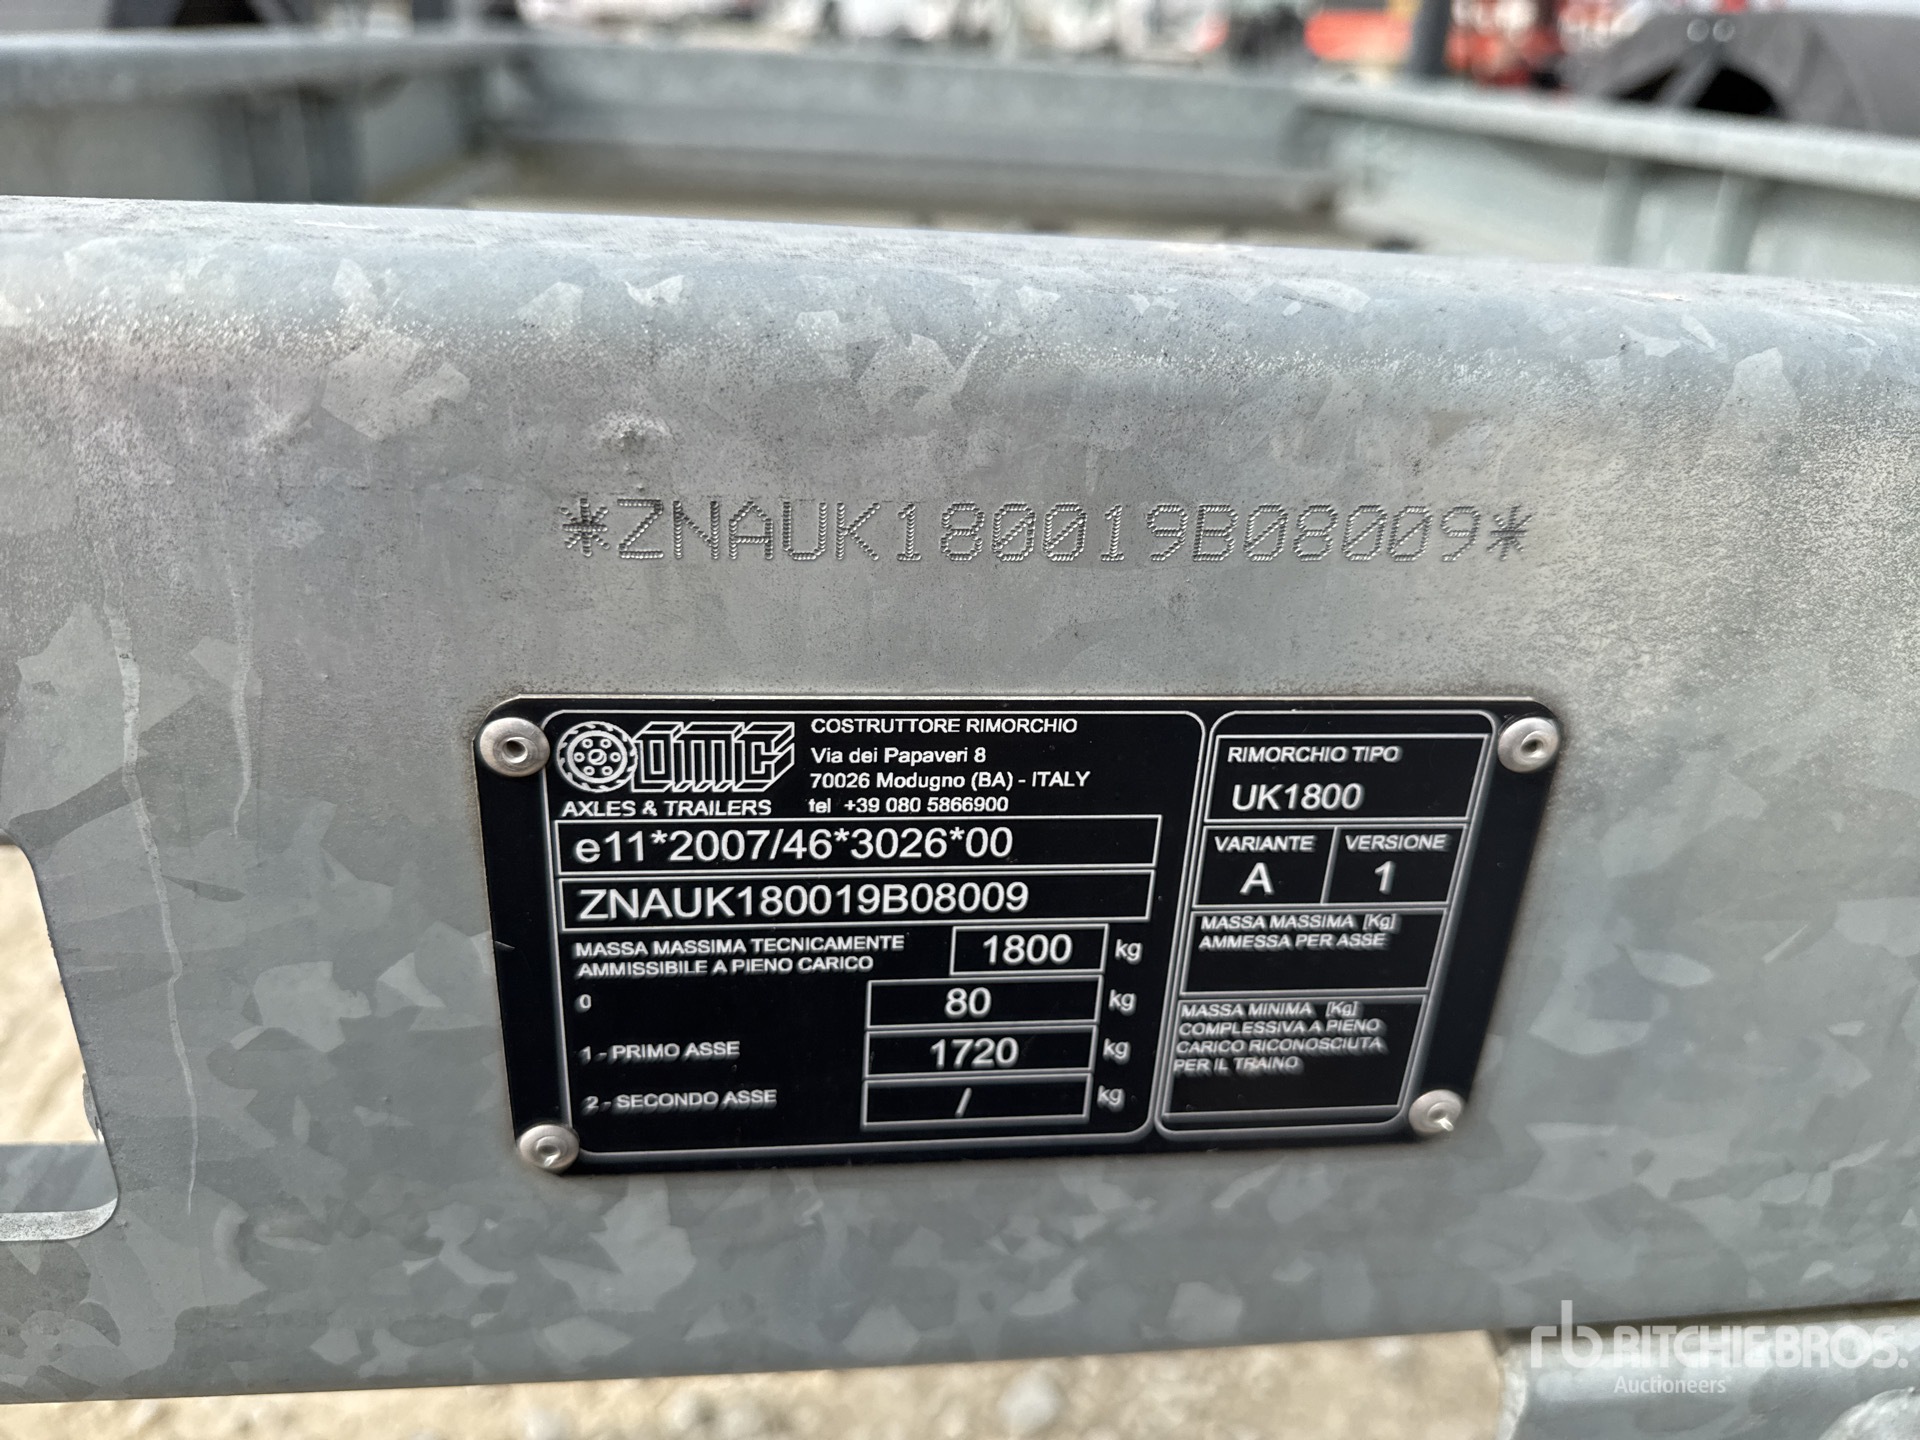 *ZNAUK180019B08009*
OMC
AXLES & TRAILERS
COSTRUTTORE RIMORCHIO
Via dei Papaveri 8
70026 Modugno (BA) - ITALY
tel +39 080 5866900
e11*2007/46*3026*00
ZNAUK180019B08009
MASSA MASSIMA TECNICAMENTE
AMMISSIBILE A PIENO CARICO 1800 kg
0 80 kg
1 - PRIMO ASSE 1720 kg
2 - SECONDO ASSE / kg
RIMORCHIO TIPO
UK1800
VARIANTE VERSIONE
A 1
MASSA MASSIMA [Kg]
AMMESSA PER ASSE
MASSA MINIMA [Kg]
COMPLESSIVA A PIENO
CARICO RICONOSCIUTA
PER IL TRAINO
rb RITCHIE BROS.
Auctioneers